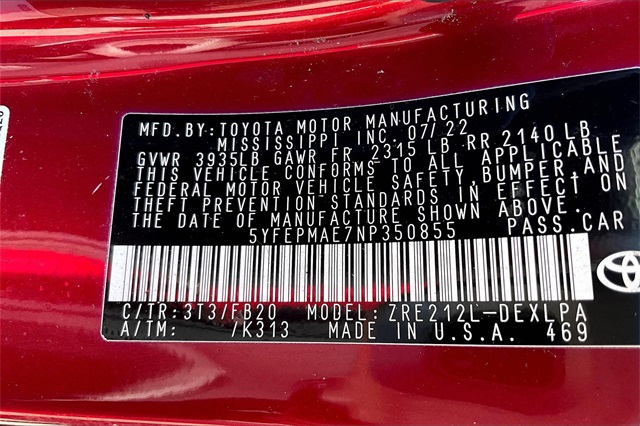 MFD.BY:TOYOTA MOTOR MANUFACTURING
MISSISSIPPI INC. 07/22
GVWR 3935LB GAWR FR 2315 LB RR 2140 LB
THIS VEHICLE CONFORMS TO ALL APPLICABLE
FEDERAL MOTOR VEHICLE SAFETY, BUMPER, AND
THEFT PREVENTION STANDARDS IN EFFECT ON
THE DATE OF MANUFACTURE SHOWN ABOVE.
5YFEPMAE7NP350855 PASS.CAR
C/TR:3T3/FB20 MODEL: ZRE212L-DEXLPA
A/TM: /K313 MADE IN U.S.A. 469